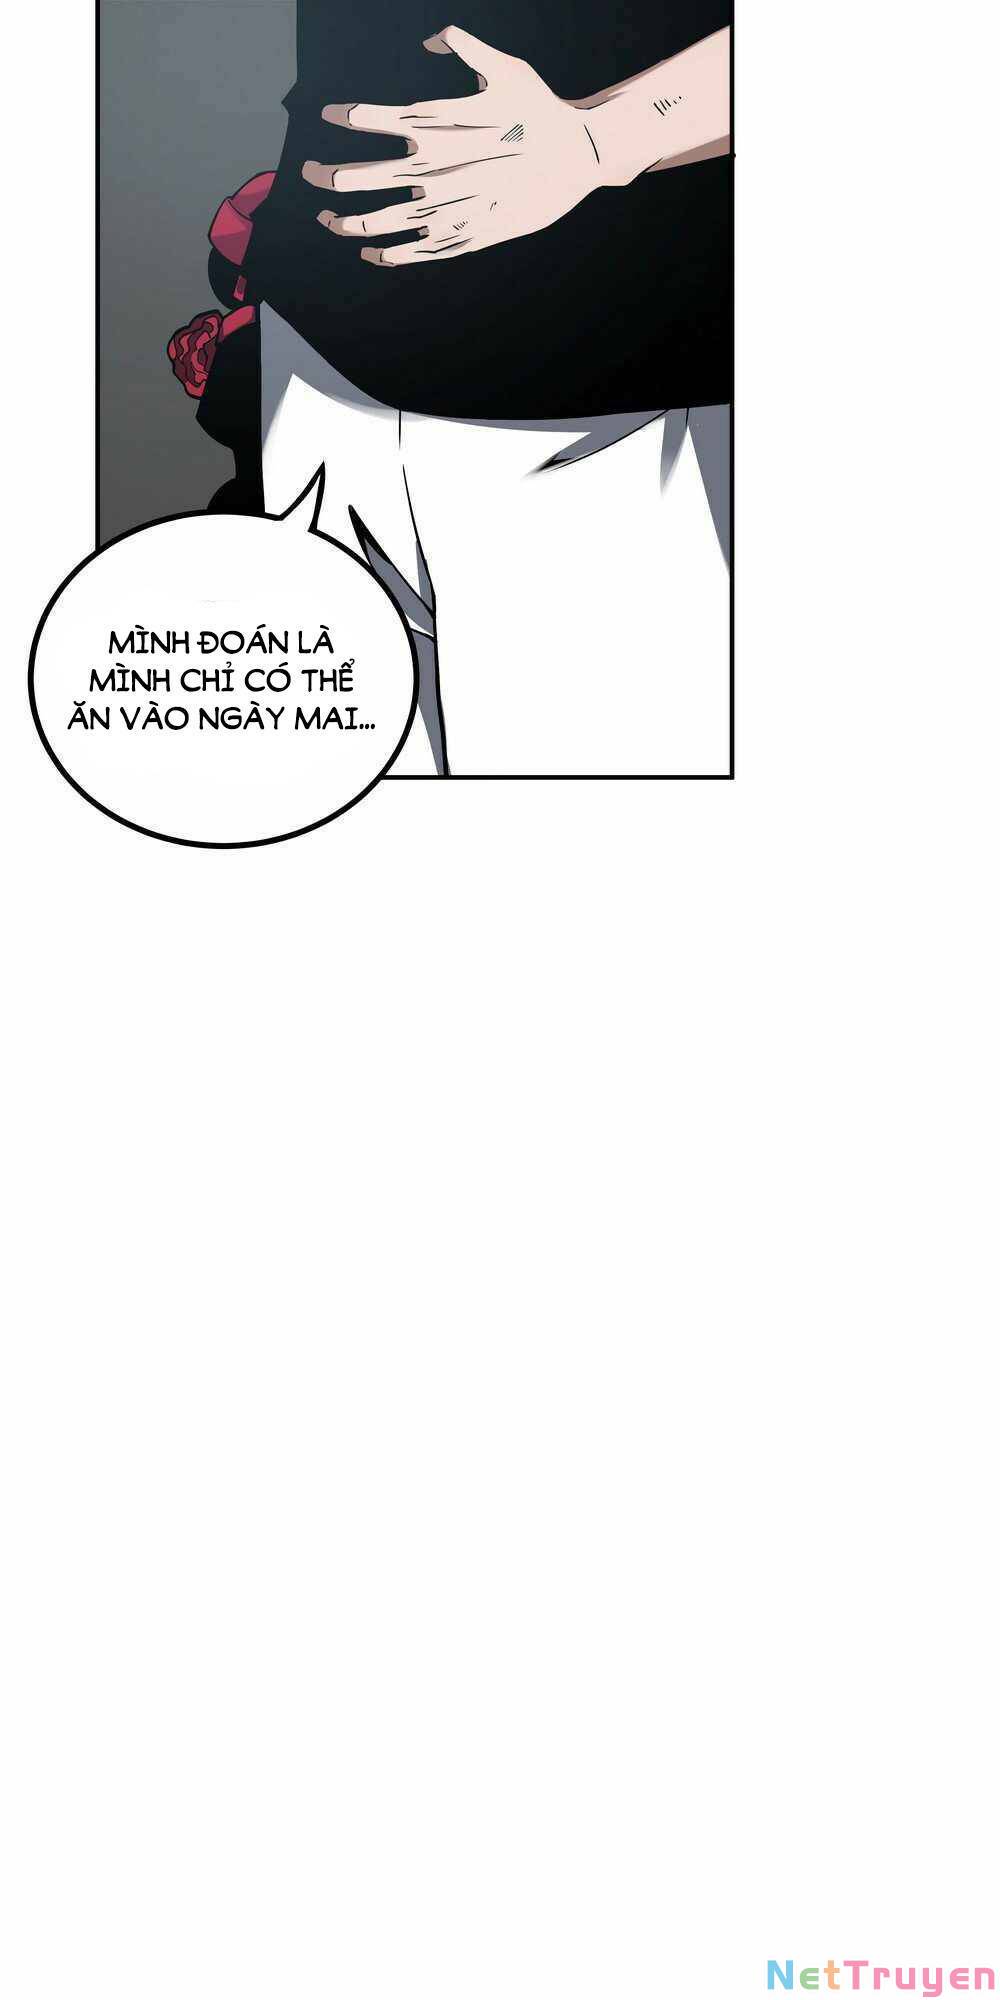 MÌNH ĐOÁN LÀ
MÌNH CHỈ CÓ THỂ
ĂN VÀO NGÀY MAI...
NetTruyen